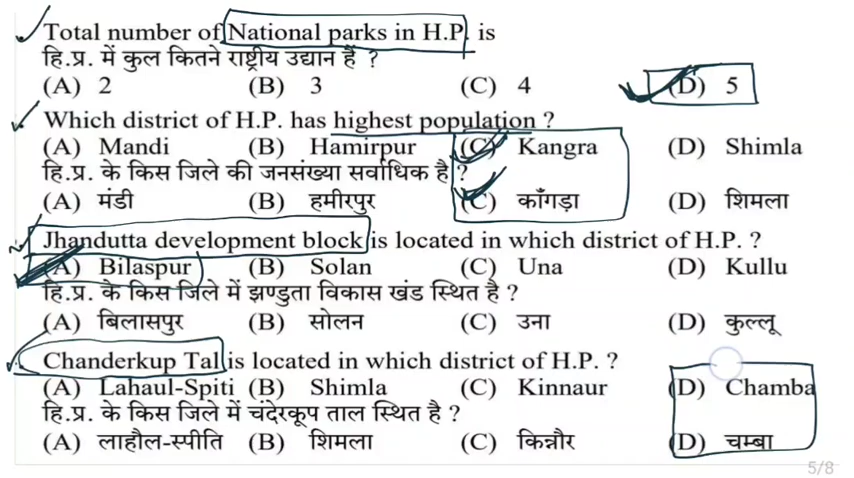 Total number of National parks in H.P. is
हि.प्र. में कुल कितने राष्ट्रीय उद्यान हैं ?
(A) 2 (B) 3 (C) 4 (D) 5
Which district of H.P. has highest population ?
(A) Mandi (B) Hamirpur (C) Kangra (D) Shimla
हि.प्र. के किस जिले की जनसंख्या सर्वाधिक है ?
(A) मंडी (B) हमीरपुर (C) काँगड़ा (D) शिमला
Jhandutta development block is located in which district of H.P. ?
(A) Bilaspur (B) Solan (C) Una (D) Kullu
हि.प्र. के किस जिले में झण्डुता विकास खंड स्थित है ?
(A) बिलासपुर (B) सोलन (C) उना (D) कुल्लू
Chanderkup Tal is located in which district of H.P. ?
(A) Lahaul-Spiti (B) Shimla (C) Kinnaur (D) Chamba
हि.प्र. के किस जिले में चंदेरकूप ताल स्थित है ?
(A) लाहौल-स्पीति (B) शिमला (C) किन्नौर (D) चम्बा
5/8